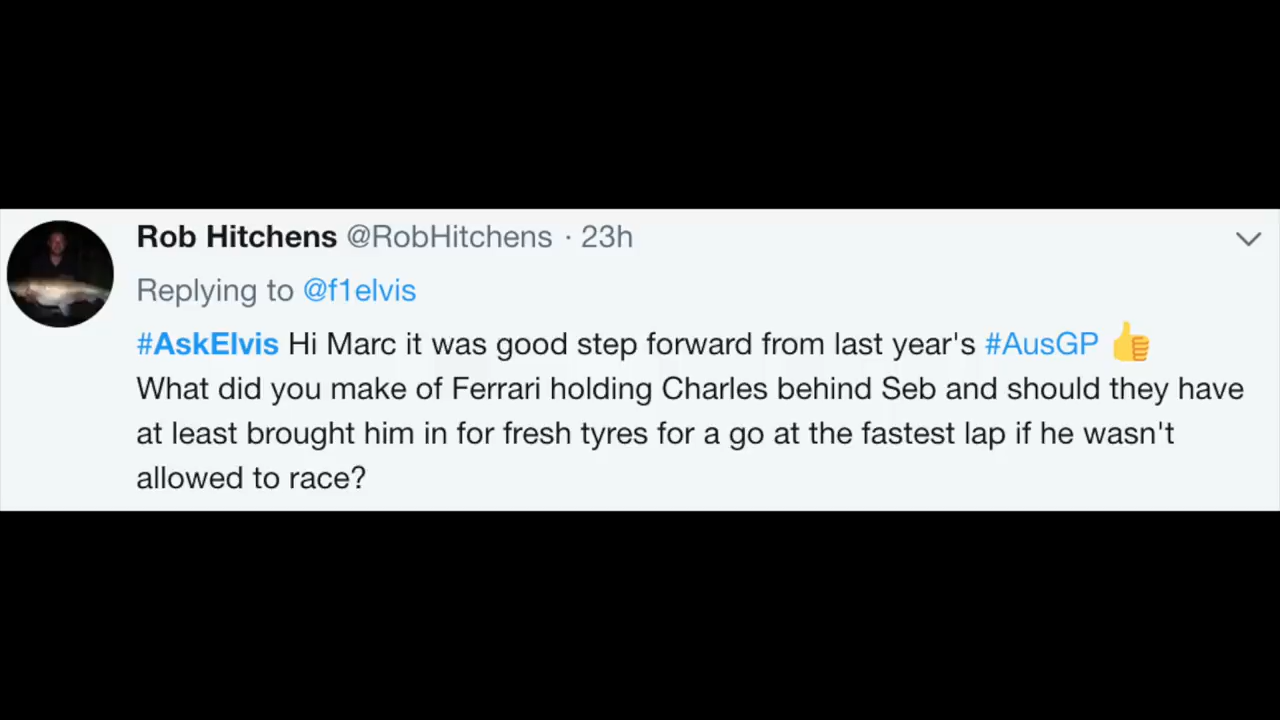 Rob Hitchens @RobHitchens · 23h
Replying to @f1elvis
#AskElvis Hi Marc it was good step forward from last year's #AusGP 👍
What did you make of Ferrari holding Charles behind Seb and should they have
at least brought him in for fresh tyres for a go at the fastest lap if he wasn't
allowed to race?